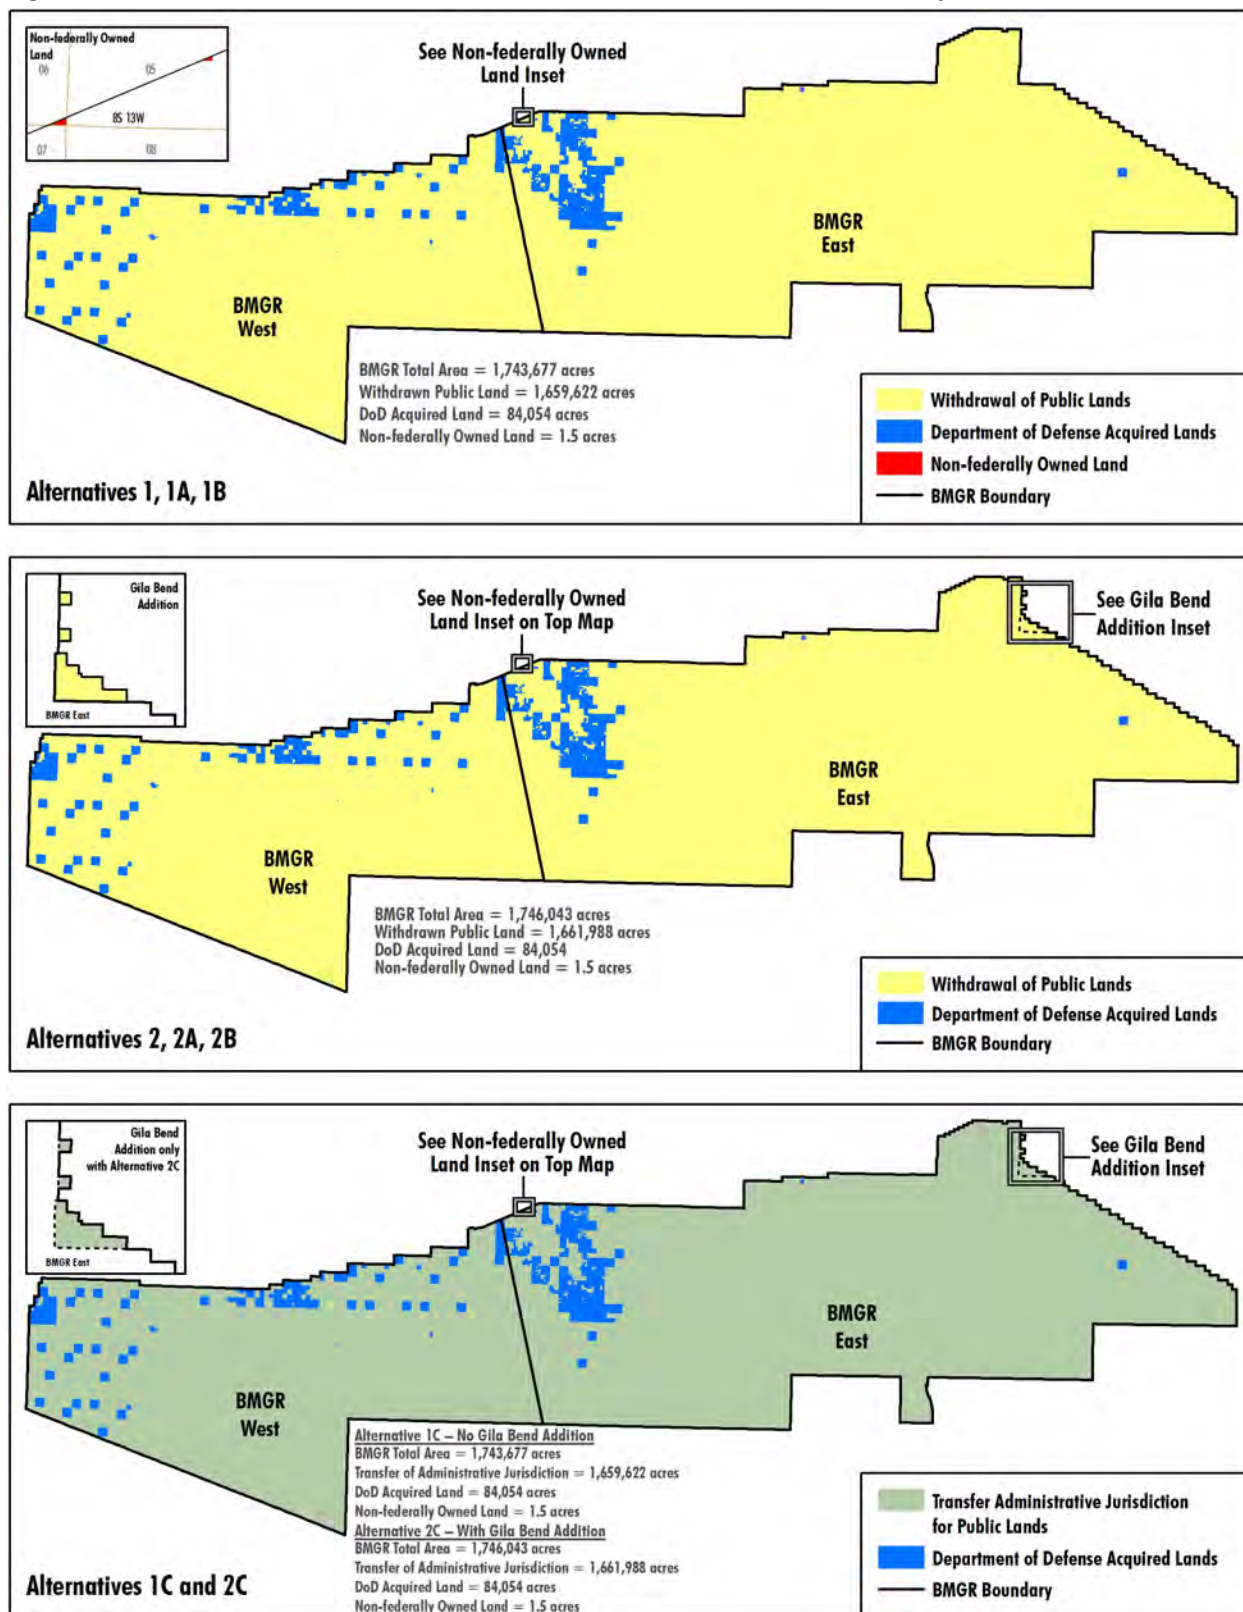 Non-federally Owned
Land
06
05
8S 13W
07
08
See Non-federally Owned
Land Inset
BMGR
East
BMGR
West
BMGR Total Area = 1,743,677 acres
Withdrawn Public Land = 1,659,622 acres
DoD Acquired Land = 84,054 acres
Non-federally Owned Land = 1.5 acres
Withdrawal of Public Lands
Department of Defense Acquired Lands
Non-federally Owned Land
BMGR Boundary
Alternatives 1, 1A, 1B
Gila Bend
Addition
BMGR East
See Non-federally Owned
Land Inset on Top Map
See Gila Bend
Addition Inset
BMGR
East
BMGR
West
BMGR Total Area = 1,746,043 acres
Withdrawn Public Land = 1,661,988 acres
DoD Acquired Land = 84,054
Non-federally Owned Land = 1.5 acres
Withdrawal of Public Lands
Department of Defense Acquired Lands
BMGR Boundary
Alternatives 2, 2A, 2B
Gila Bend
Addition only
with Alternative 2C
BMGR East
See Non-federally Owned
Land Inset on Top Map
See Gila Bend
Addition Inset
BMGR
East
BMGR
West
Alternative 1C – No Gila Bend Addition
BMGR Total Area = 1,743,677 acres
Transfer of Administrative Jurisdiction = 1,659,622 acres
DoD Acquired Land = 84,054 acres
Non-federally Owned Land = 1.5 acres
Alternative 2C – With Gila Bend Addition
BMGR Total Area = 1,746,043 acres
Transfer of Administrative Jurisdiction = 1,661,988 acres
DoD Acquired Land = 84,054 acres
Non-federally Owned Land = 1.5 acres
Transfer Administrative Jurisdiction
for Public Lands
Department of Defense Acquired Lands
BMGR Boundary
Alternatives 1C and 2C